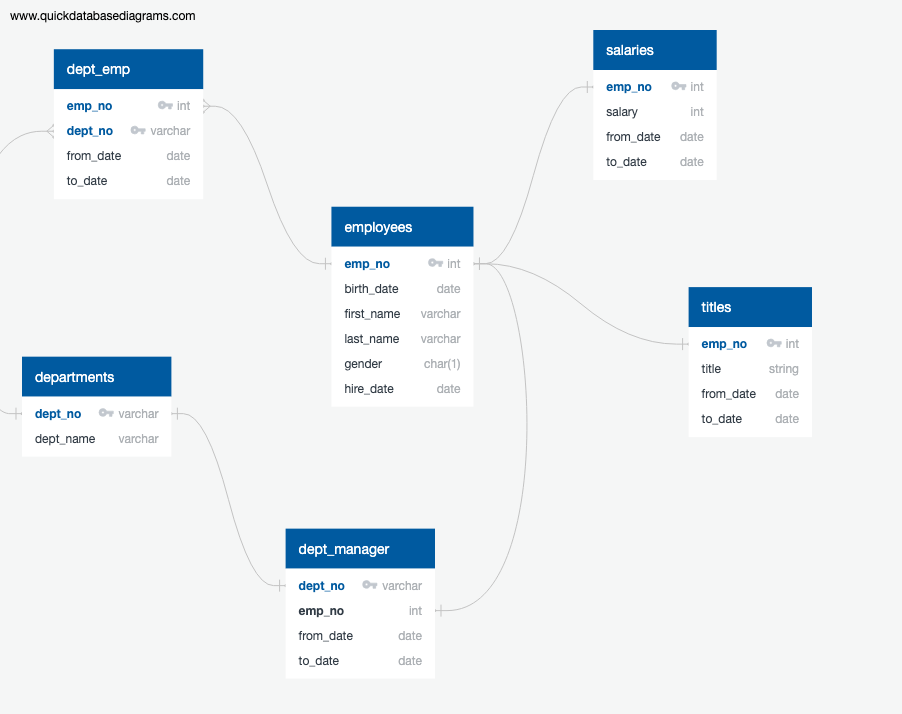 www.quickdatabasediagrams.com
dept_emp
emp_no int
dept_no varchar
from_date date
to_date date
salaries
emp_no int
salary int
from_date date
to_date date
employees
emp_no int
birth_date date
first_name varchar
last_name varchar
gender char(1)
hire_date date
titles
emp_no int
title string
from_date date
to_date date
departments
dept_no varchar
dept_name varchar
dept_manager
dept_no varchar
emp_no int
from_date date
to_date date